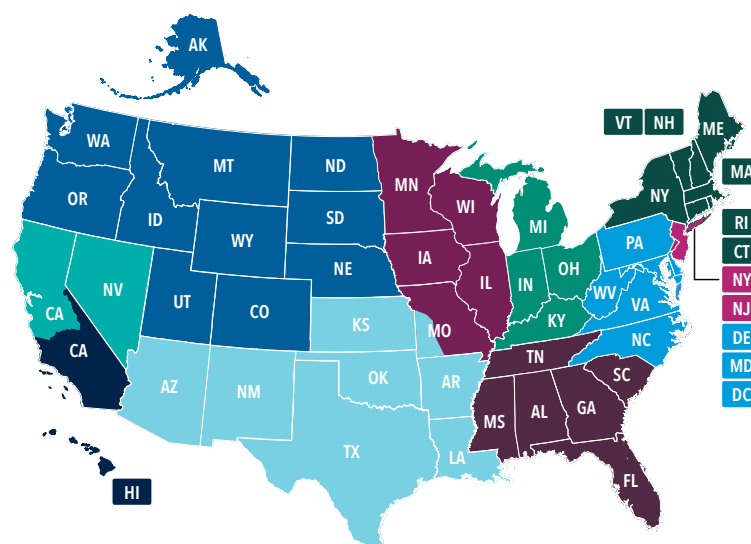 AK
VT NH
ME
WA
MT
ND
MN
MA
OR
ID
WI
NY
SD
MI
RI
WY
PA
CT
NE
IA
OH
NY
NV
UT
IL
IN
WV
VA
NJ
CA
CO
KS
MO
KY
NC
DE
CA
TN
MD
AZ
NM
OK
AR
SC
DC
MS
AL
GA
TX
LA
HI
FL